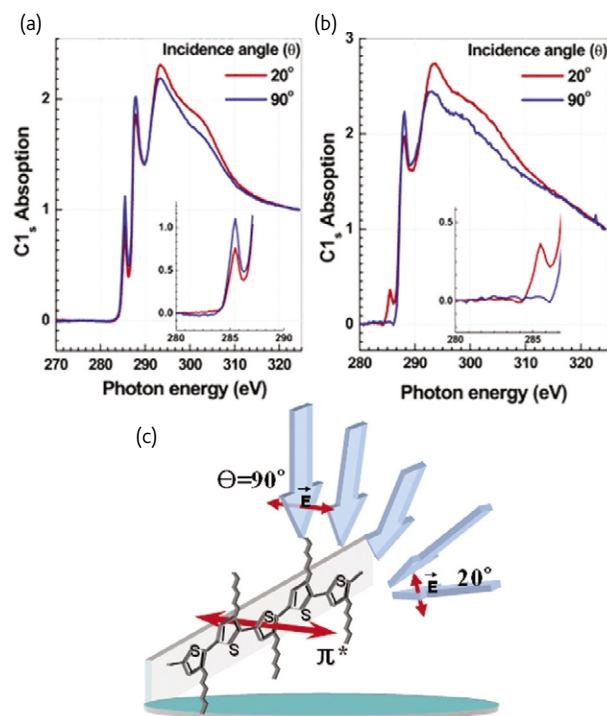 (a)
Incidence angle (θ)
20°
90°
C1s Absoption
2
1
0
1.0
0.5
0.0
280
285
290
270
280
290
300
310
320
Photon energy (eV)
(b)
Incidence angle (θ)
20°
90°
C1s Absoption
3
2
1
0
0.5
0.0
280
285
280
290
300
310
320
Photon energy (eV)
(c)
Θ=90°
E
E
20°
S
S
S
S
S
π*